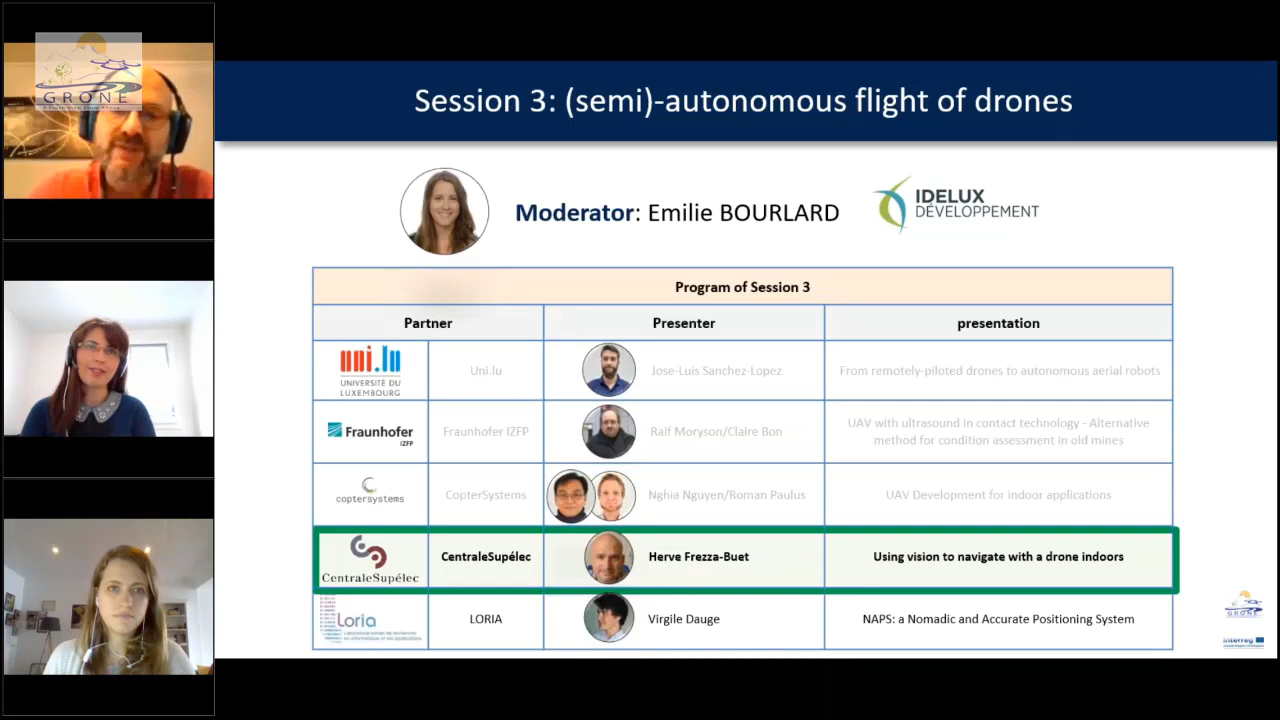 GRONE
Session 3: (semi)-autonomous flight of drones
Moderator: Emilie BOURLARD
IDELUX
DÉVELOPPEMENT
Program of Session 3
Partner Presenter presentation
uni.lu
UNIVERSITÉ DU
LUXEMBOURG
Uni.lu
Jose-Luis Sanchez-Lopez
From remotely-piloted drones to autonomous aerial robots
Fraunhofer
IZFP
Fraunhofer IZFP
Ralf Moryson/Claire Bon
UAV with ultrasound in contact technology - Alternative
method for condition assessment in old mines
coptersystems
CopterSystems
Nghia Nguyen/Roman Paulus
UAV Development for indoor applications
CentraleSupélec
CentraleSupélec
Herve Frezza-Buet
Using vision to navigate with a drone indoors
Loria
LORIA
Virgile Dauge
NAPS: a Nomadic and Accurata Positioning System
GRONE
Interreg